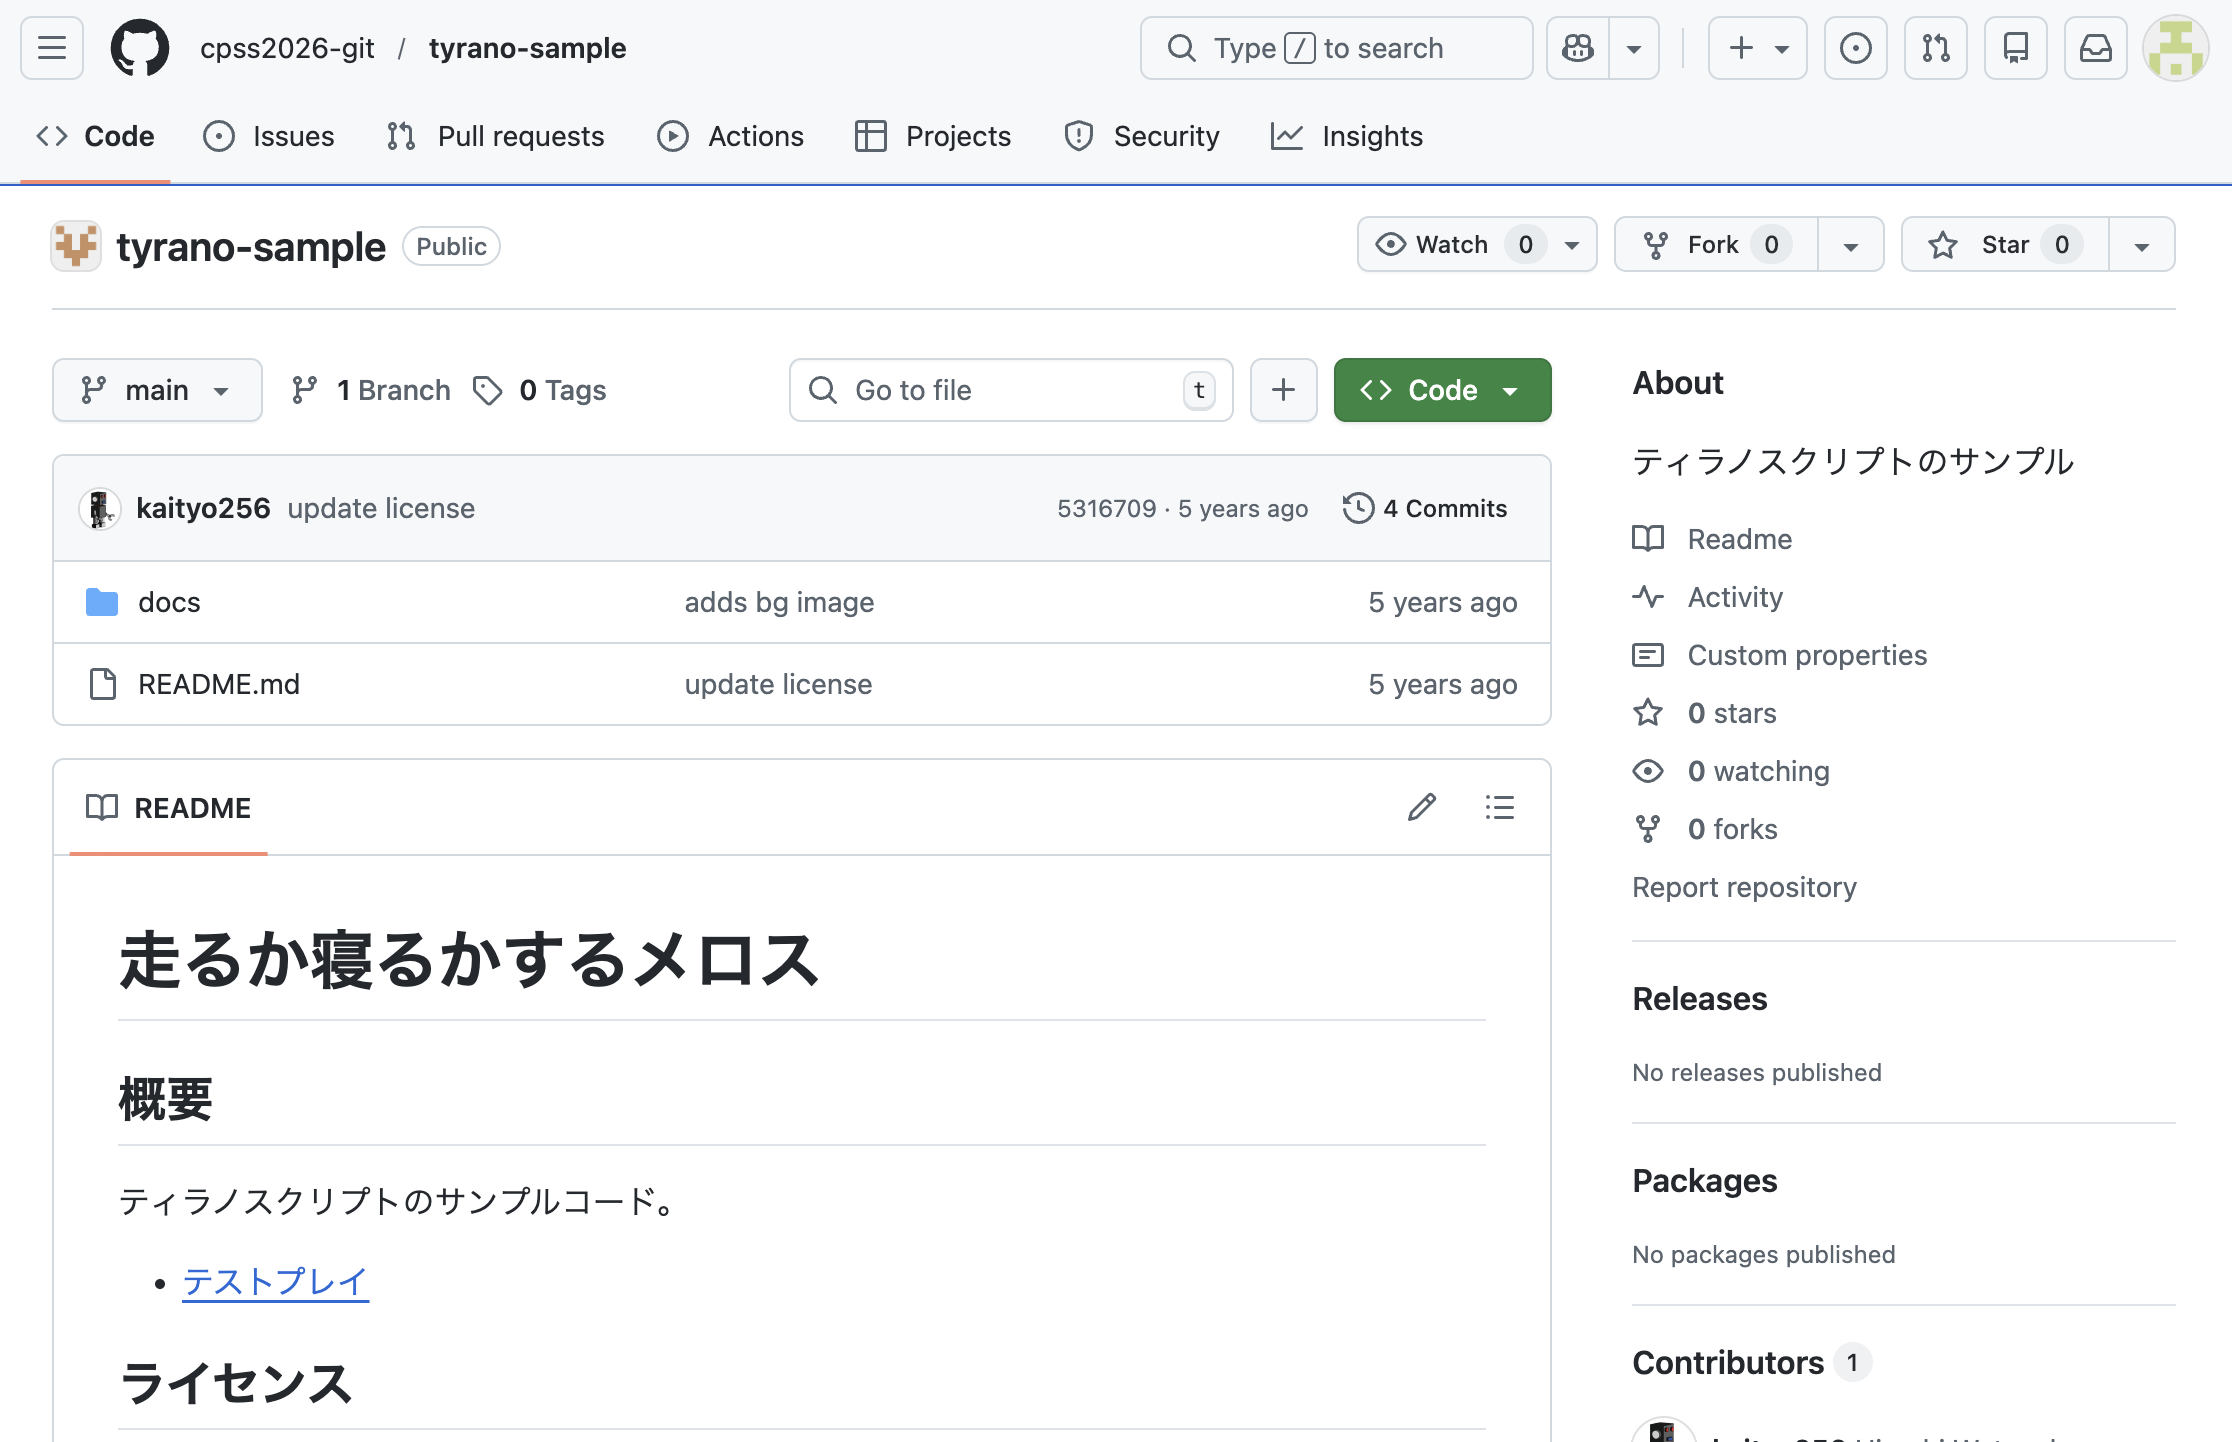 cpss2026-git / tyrano-sample
Type / to search
Code Issues Pull requests Actions Projects Security Insights
tyrano-sample Public
Watch 0 Fork 0 Star 0
main 1 Branch 0 Tags Go to file t Code
kaityo256 update license 5316709 · 5 years ago 4 Commits
docs adds bg image 5 years ago
README.md update license 5 years ago
README
走るか寝るかするメロス
概要
ティラノスクリプトのサンプルコード。
• テストプレイ
ライセンス
About
ティラノスクリプトのサンプル
Readme
Activity
Custom properties
0 stars
0 watching
0 forks
Report repository
Releases
No releases published
Packages
No packages published
Contributors 1